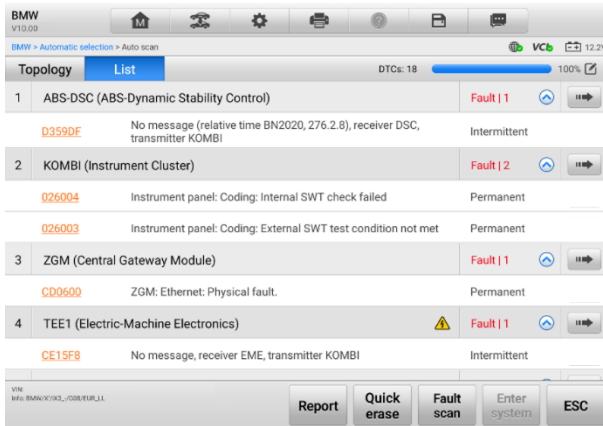 BMW
V10.00
BMW > Automatic selection > Auto scan
VCI
12.2V
Topology
List
DTCs: 18
100%
1 ABS-DSC (ABS-Dynamic Stability Control) Fault | 1
D359DF No message (relative time BN2020, 276.2.8), receiver DSC, transmitter KOMBI Intermittent
2 KOMBI (Instrument Cluster) Fault | 2
026004 Instrument panel: Coding: Internal SWT check failed Permanent
026003 Instrument panel: Coding: External SWT test condition not met Permanent
3 ZGM (Central Gateway Module) Fault | 1
CD0600 ZGM: Ethernet: Physical fault. Permanent
4 TEE1 (Electric-Machine Electronics) Fault | 1
CE15F8 No message, receiver EME, transmitter KOMBI Intermittent
VIN:
Report
Quick erase
Fault scan
Enter system
ESC